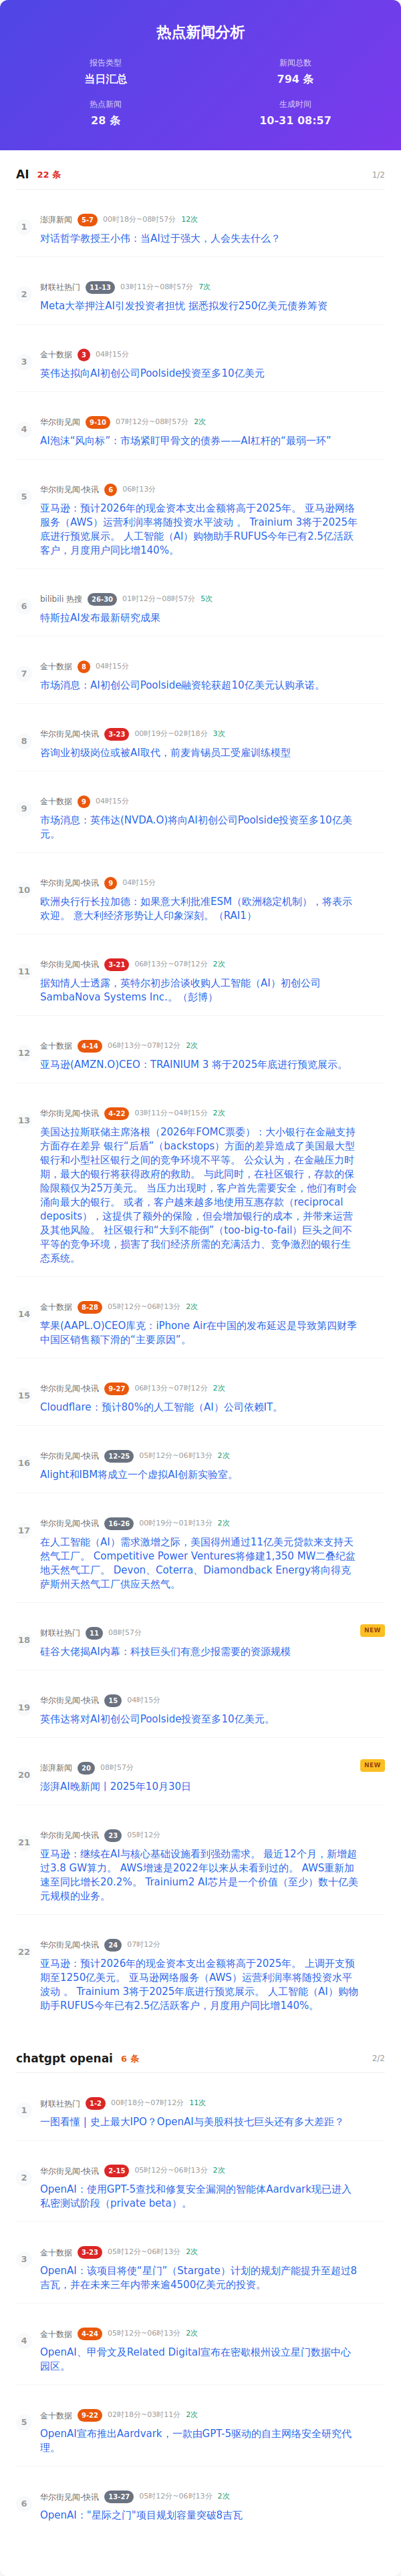 热点新闻分析
报告类型
当日汇总
新闻总数
794 条
热点新闻
28 条
生成时间
10-31 08:57
AI 22 条 1/2
1
澎湃新闻 5-7 00时18分~08时57分 12次
对话哲学教授王小伟：当AI过于强大，人会失去什么？
2
财联社热门 11-13 03时11分~08时57分 7次
Meta大举押注AI引发投资者担忧 据悉拟发行250亿美元债券筹资
3
金十数据 3 04时15分
英伟达拟向AI初创公司Poolside投资至多10亿美元
4
华尔街见闻 9-10 07时12分~08时57分 2次
AI泡沫“风向标”：市场紧盯甲骨文的债券——AI杠杆的“最弱一环”
5
华尔街见闻-快讯 6 06时13分
亚马逊：预计2026年的现金资本支出金额将高于2025年。 亚马逊网络
服务（AWS）运营利润率将随投资水平波动 。 Trainium 3将于2025年
底进行预览展示。 人工智能（AI）购物助手RUFUS今年已有2.5亿活跃
客户，月度用户同比增140%。
6
bilibili 热搜 26-30 01时12分~08时57分 5次
特斯拉AI发布最新研究成果
7
金十数据 8 04时15分
市场消息：AI初创公司Poolside融资轮获超10亿美元认购承诺。
8
华尔街见闻-快讯 3-23 00时19分~02时18分 3次
咨询业初级岗位或被AI取代，前麦肯锡员工受雇训练模型
9
金十数据 9 04时15分
市场消息：英伟达(NVDA.O)将向AI初创公司Poolside投资至多10亿美
元。
10
华尔街见闻-快讯 9 04时15分
欧洲央行行长拉加德：如果意大利批准ESM（欧洲稳定机制），将表示
欢迎。 意大利经济形势让人印象深刻。（RAI1）
11
华尔街见闻-快讯 3-21 06时13分~07时12分 2次
据知情人士透露，英特尔初步洽谈收购人工智能（AI）初创公司
SambaNova Systems Inc.。（彭博）
12
金十数据 4-14 06时13分~07时12分 2次
亚马逊(AMZN.O)CEO：TRAINIUM 3 将于2025年底进行预览展示。
13
华尔街见闻-快讯 4-22 03时11分~04时15分 2次
美国达拉斯联储主席洛根（2026年FOMC票委）：大小银行在金融支持
方面存在差异 银行“后盾”（backstops）方面的差异造成了美国最大型
银行和小型社区银行之间的竞争环境不平等。 公众认为，在金融压力时
期，最大的银行将获得政府的救助。 与此同时，在社区银行，存款的保
险限额仅为25万美元。 当压力出现时，客户首先需要安全，他们有时会
涌向最大的银行。 或者，客户越来越多地使用互惠存款（reciprocal
deposits），这提供了额外的保险，但会增加银行的成本，并带来运营
及其他风险。 社区银行和“大到不能倒”（too-big-to-fail）巨头之间不
平等的竞争环境，损害了我们经济所需的充满活力、竞争激烈的银行生
态系统。
14
金十数据 8-28 05时12分~06时13分 2次
苹果(AAPL.O)CEO库克：iPhone Air在中国的发布延迟是导致第四财季
中国区销售额下滑的“主要原因”。
15
华尔街见闻-快讯 9-27 06时13分~07时12分 2次
Cloudflare：预计80%的人工智能（AI）公司依赖IT。
16
华尔街见闻-快讯 12-25 05时12分~06时13分 2次
Alight和IBM将成立一个虚拟AI创新实验室。
17
华尔街见闻-快讯 16-26 00时19分~01时13分 2次
在人工智能（AI）需求激增之际，美国得州通过11亿美元贷款来支持天
然气工厂。 Competitive Power Ventures将修建1,350 MW二叠纪盆
地天然气工厂。 Devon、Coterra、Diamondback Energy将向得克
萨斯州天然气工厂供应天然气。
18
财联社热门 11 08时57分 NEW
硅谷大佬揭AI内幕：科技巨头们有意少报需要的资源规模
19
华尔街见闻-快讯 15 04时15分
英伟达将对AI初创公司Poolside投资至多10亿美元。
20
澎湃新闻 20 08时57分 NEW
澎湃AI晚新闻丨2025年10月30日
21
华尔街见闻-快讯 23 05时12分
亚马逊：继续在AI与核心基础设施看到强劲需求。 最近12个月，新增超
过3.8 GW算力。 AWS增速是2022年以来从未看到过的。 AWS重新加
速至同比增长20.2%。 Trainium2 AI芯片是一个价值（至少）数十亿美
元规模的业务。
22
华尔街见闻-快讯 24 07时12分
亚马逊：预计2026年的现金资本支出金额将高于2025年。 上调开支预
期至1250亿美元。 亚马逊网络服务（AWS）运营利润率将随投资水平
波动 。 Trainium 3将于2025年底进行预览展示。 人工智能（AI）购物
助手RUFUS今年已有2.5亿活跃客户，月度用户同比增140%。
chatgpt openai 6 条 2/2
1
财联社热门 1-2 00时18分~07时12分 11次
一图看懂 | 史上最大IPO？OpenAI与美股科技七巨头还有多大差距？
2
华尔街见闻-快讯 2-15 05时12分~06时13分 2次
OpenAI：使用GPT-5查找和修复安全漏洞的智能体Aardvark现已进入
私密测试阶段（private beta）。
3
金十数据 3-23 05时12分~06时13分 2次
OpenAI：该项目将使“星门”（Stargate）计划的规划产能提升至超过8
吉瓦，并在未来三年内带来逾4500亿美元的投资。
4
金十数据 4-24 05时12分~06时13分 2次
OpenAI、甲骨文及Related Digital宣布在密歇根州设立星门数据中心
园区。
5
金十数据 9-22 02时18分~03时11分 2次
OpenAI宣布推出Aardvark，一款由GPT-5驱动的自主网络安全研究代
理。
6
华尔街见闻-快讯 13-27 05时12分~06时13分 2次
OpenAI："星际之门"项目规划容量突破8吉瓦